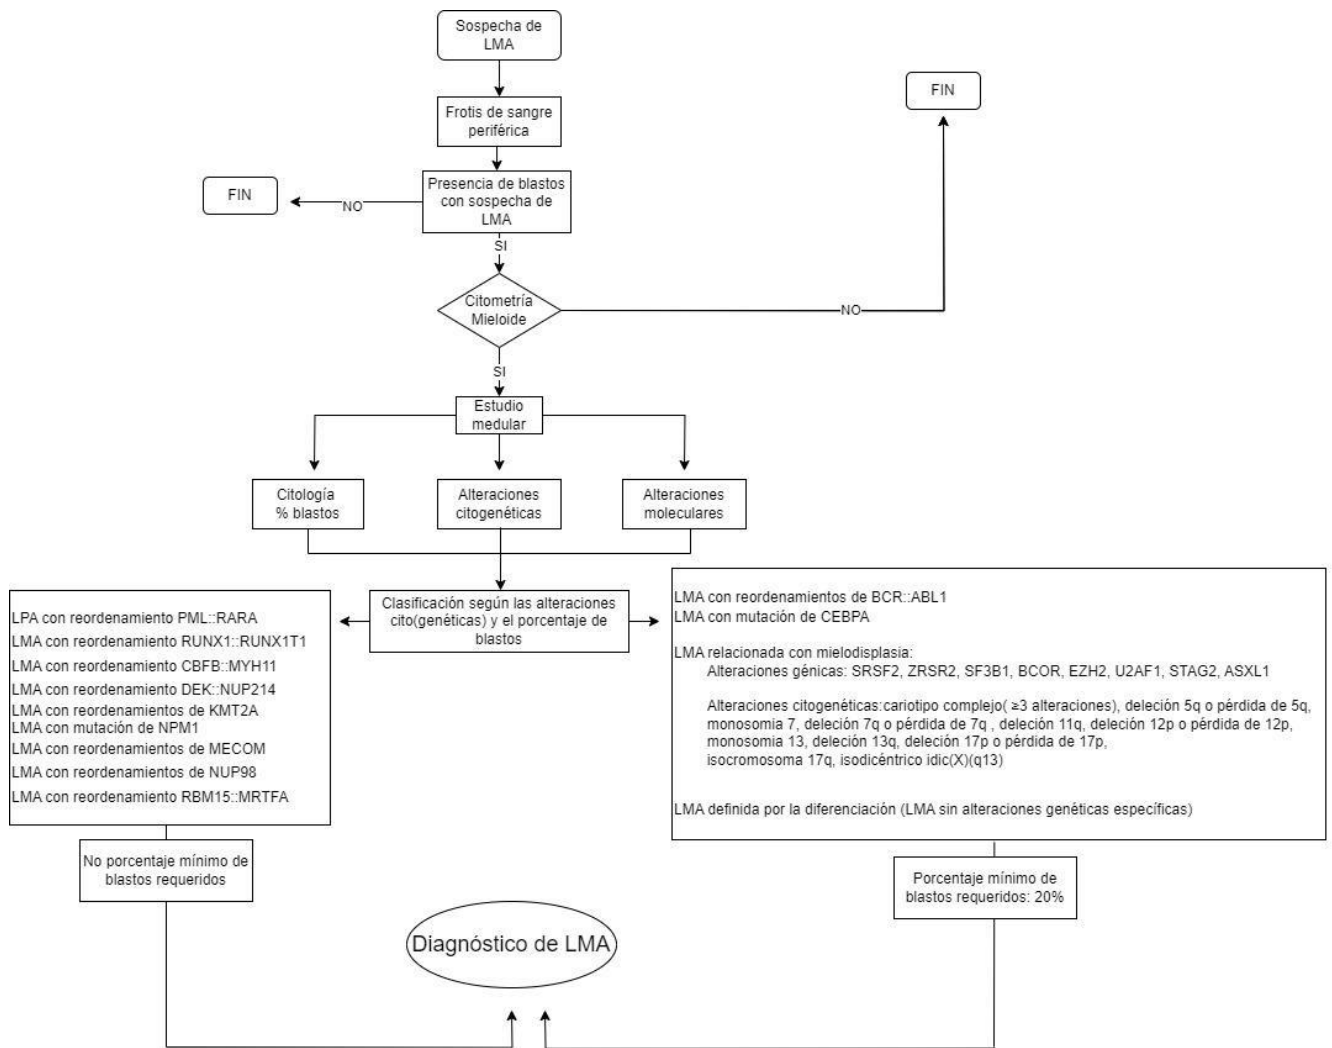 Sospecha de
LMA
FIN
Frotis de sangre
periférica
Presencia de blastos
con sospecha de
LMA
FIN
NO
SI
Citometría
Mieloide
NO
SI
Estudio
medular
Citología
% blastos
Alteraciones
citogenéticas
Alteraciones
moleculares
Clasificación según las alteraciones
cito(genéticas) y el porcentaje de
blastos
LPA con reordenamiento PML::RARA
LMA con reordenamiento RUNX1::RUNX1T1
LMA con reordenamiento CBFB::MYH11
LMA con reordenamiento DEK::NUP214
LMA con reordenamientos de KMT2A
LMA con mutación de NPM1
LMA con reordenamientos de MECOM
LMA con reordenamientos de NUP98
LMA con reordenamiento RBM15::MRTFA
LMA con reordenamientos de BCR::ABL1
LMA con mutación de CEBPA
LMA relacionada con mielodisplasia:
Alteraciones génicas: SRSF2, ZRSR2, SF3B1, BCOR, EZH2, U2AF1, STAG2, ASXL1
Alteraciones citogenéticas:cariotipo complejo( ≥3 alteraciones), deleción 5q o pérdida de 5q,
monosomia 7, deleción 7q o pérdida de 7q , deleción 11q, deleción 12p o pérdida de 12p,
monosomia 13, deleción 13q, deleción 17p o pérdida de 17p,
isocromosoma 17q, isodicéntrico idic(X)(q13)
LMA definida por la diferenciación (LMA sin alteraciones genéticas específicas)
No porcentaje mínimo de
blastos requeridos
Porcentaje mínimo de
blastos requeridos: 20%
Diagnóstico de LMA